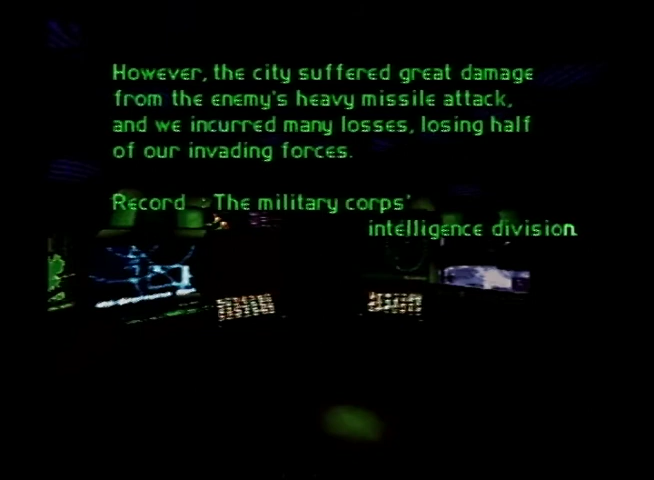 However, the city suffered great damage
from the enemy's heavy missile attack,
and we incurred many losses, losing half
of our invading forces.
Record : The military corps'
intelligence division